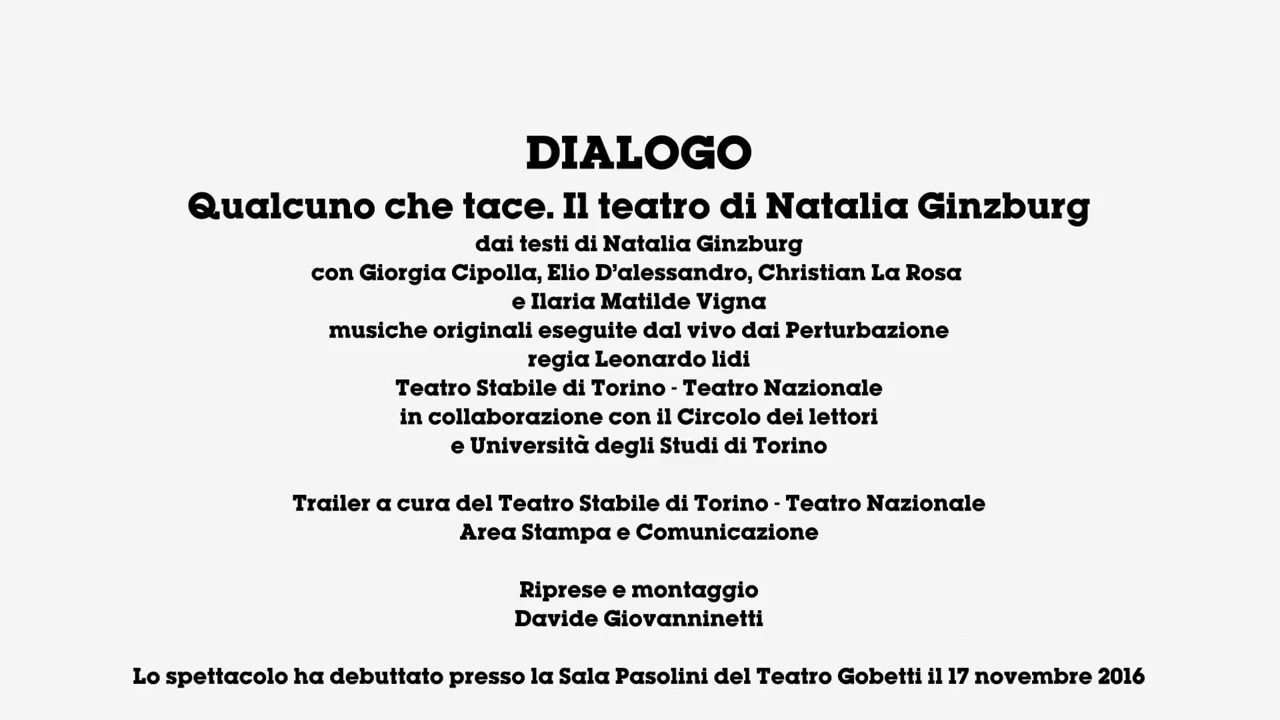 DIALOGO
Qualcuno che tace. Il teatro di Natalia Ginzburg
dai testi di Natalia Ginzburg
con Giorgia Cipolla, Elio D'alessandro, Christian La Rosa
e Ilaria Matilde Vigna
musiche originali eseguite dal vivo dai Perturbazione
regia Leonardo lidi
Teatro Stabile di Torino - Teatro Nazionale
in collaborazione con il Circolo dei lettori
e Università degli Studi di Torino
Trailer a cura del Teatro Stabile di Torino - Teatro Nazionale
Area Stampa e Comunicazione
Riprese e montaggio
Davide Giovanninetti
Lo spettacolo ha debuttato presso la Sala Pasolini del Teatro Gobetti il 17 novembre 2016